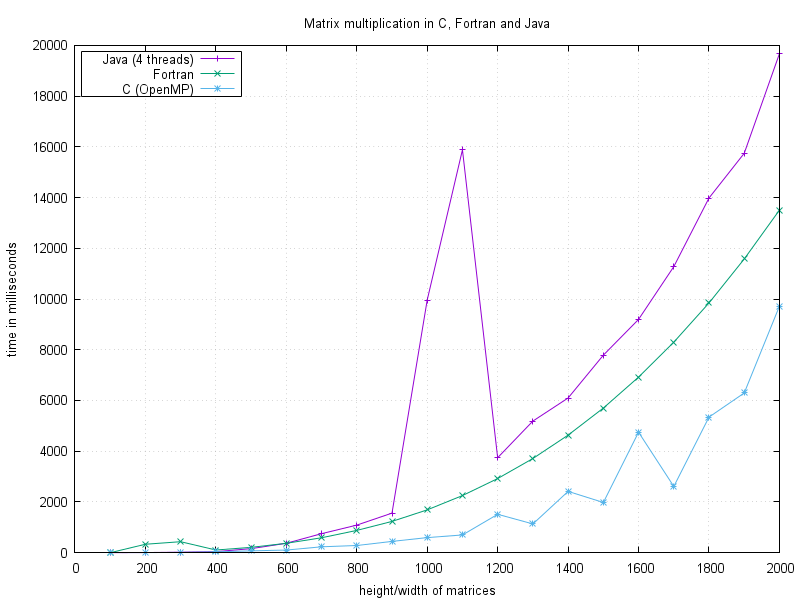 Matrix multiplication in C, Fortran and Java
20000
18000
16000
14000
12000
10000
8000
6000
4000
2000
0
time in milliseconds
Java (4 threads)
Fortran
C (OpenMP)
0 200 400 600 800 1000 1200 1400 1600 1800 2000
height/width of matrices